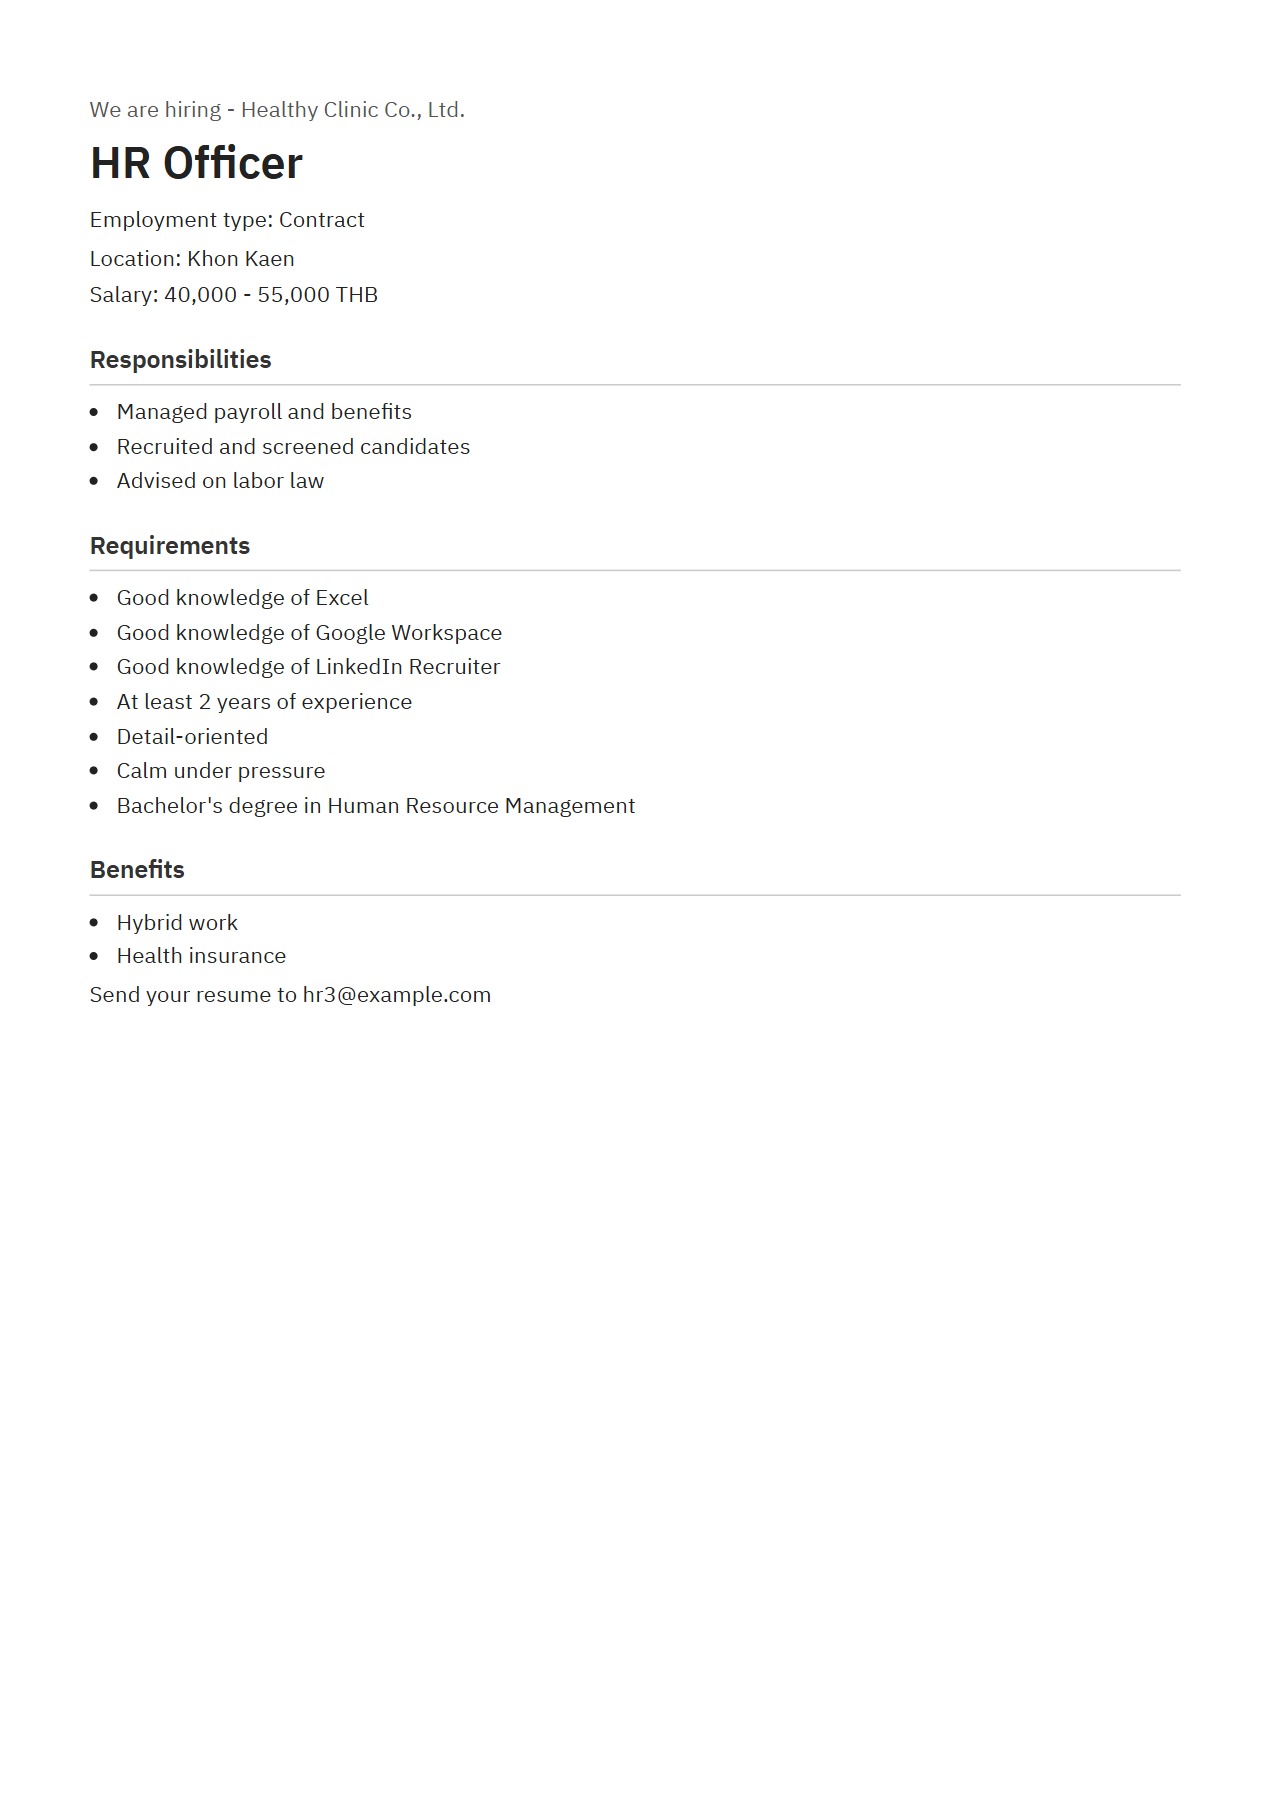 We are hiring - Healthy Clinic Co., Ltd.
HR Officer
Employment type: Contract
Location: Khon Kaen
Salary: 40,000 - 55,000 THB
Responsibilities
• Managed payroll and benefits
• Recruited and screened candidates
• Advised on labor law
Requirements
• Good knowledge of Excel
• Good knowledge of Google Workspace
• Good knowledge of LinkedIn Recruiter
• At least 2 years of experience
• Detail-oriented
• Calm under pressure
• Bachelor's degree in Human Resource Management
Benefits
• Hybrid work
• Health insurance
Send your resume to hr3@example.com